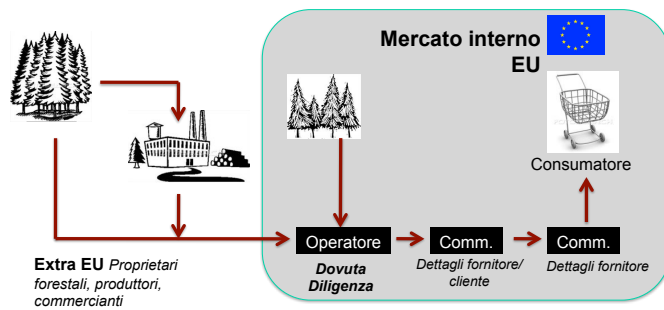 Mercato interno
EU
Consumatore
Operatore
Comm.
Comm.
Dovuta
Diligenza
Dettagli fornitore/
cliente
Dettagli fornitore
Extra EU Proprietari
forestali, produttori,
commercianti